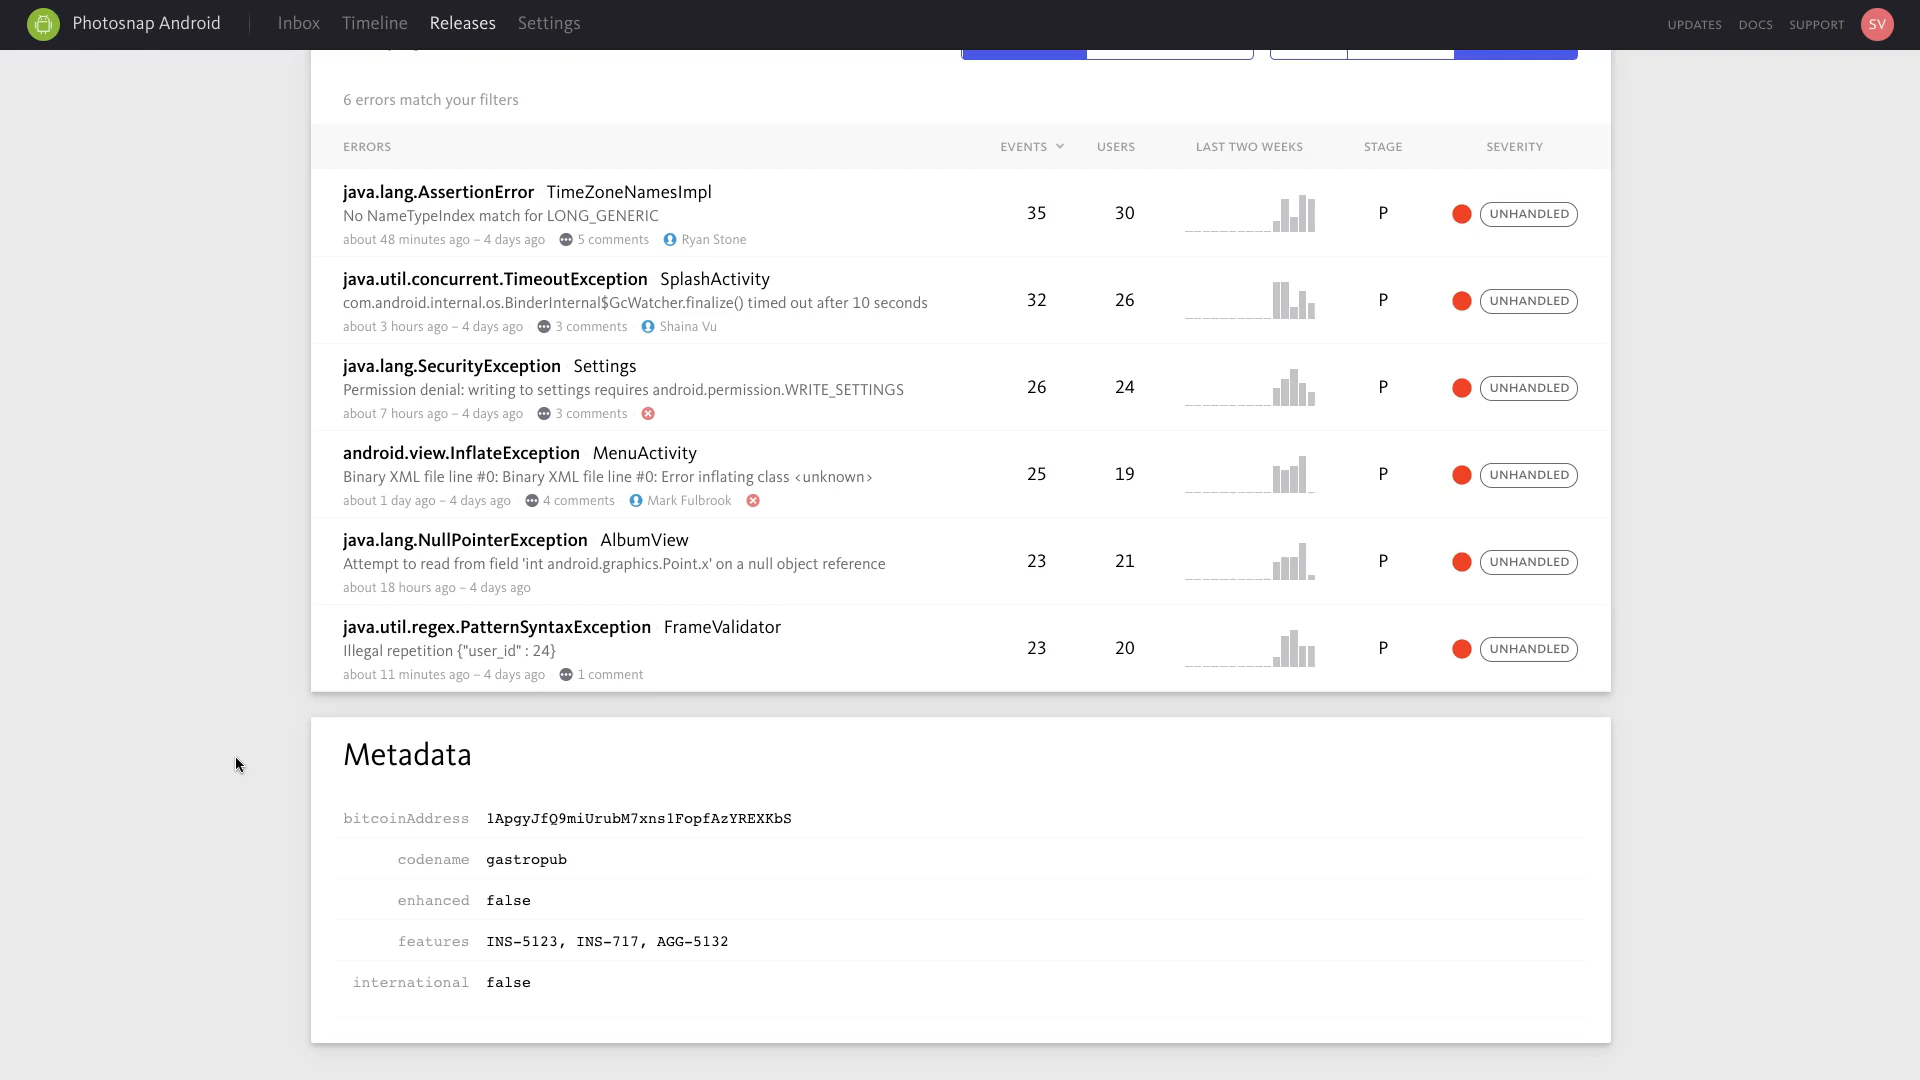 Photosnap Android Inbox Timeline Releases Settings UPDATES DOCS SUPPORT SV
6 errors match your filters
ERRORS EVENTS USERS LAST TWO WEEKS STAGE SEVERITY
java.lang.AssertionError TimeZoneNamesImpl
No NameTypeIndex match for LONG_GENERIC
about 48 minutes ago – 4 days ago 5 comments Ryan Stone
35 30 P UNHANDLED
java.util.concurrent.TimeoutException SplashActivity
com.android.internal.os.BinderInternal$GcWatcher.finalize() timed out after 10 seconds
about 3 hours ago – 4 days ago 3 comments Shaina Vu
32 26 P UNHANDLED
java.lang.SecurityException Settings
Permission denial: writing to settings requires android.permission.WRITE_SETTINGS
about 7 hours ago – 4 days ago 3 comments
26 24 P UNHANDLED
android.view.InflateException MenuActivity
Binary XML file line #0: Binary XML file line #0: Error inflating class <unknown>
about 1 day ago – 4 days ago 4 comments Mark Fulbrook
25 19 P UNHANDLED
java.lang.NullPointerException AlbumView
Attempt to read from field 'int android.graphics.Point.x' on a null object reference
about 18 hours ago – 4 days ago
23 21 P UNHANDLED
java.util.regex.PatternSyntaxException FrameValidator
Illegal repetition {"user_id" : 24}
about 11 minutes ago – 4 days ago 1 comment
23 20 P UNHANDLED
Metadata
bitcoinAddress 1ApgyJfQ9miUrubM7xns1FopfAzYREXKbS
codename gastropub
enhanced false
features INS-5123, INS-717, AGG-5132
international false